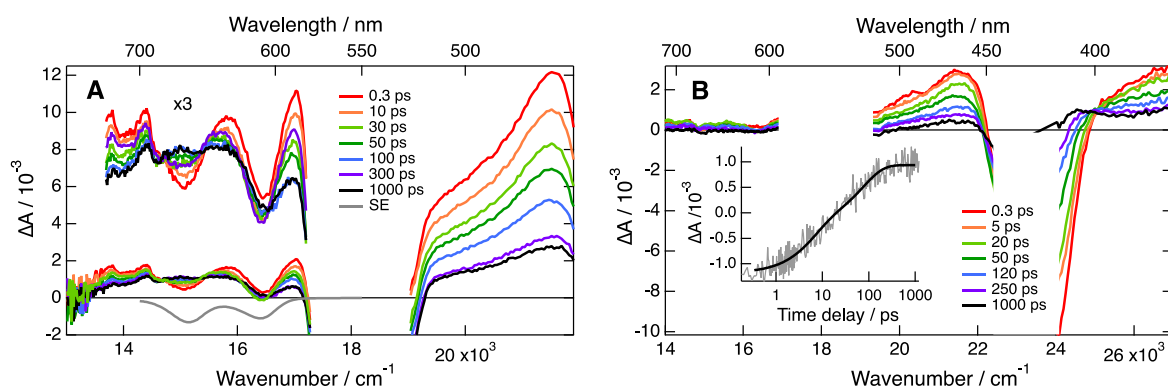 Wavelength / nm
700
600
550
500
A
x3
0.3 ps
10 ps
30 ps
50 ps
100 ps
300 ps
1000 ps
SE
12
10
8
6
4
2
0
-2
ΔA / 10⁻³
14
16
18
20 x10³
Wavenumber / cm⁻¹
Wavelength / nm
700
600
500
450
400
B
2
0
-2
-4
-6
-8
-10
ΔA / 10⁻³
1.0
0.5
0.0
-0.5
-1.0
ΔA /10⁻³
1
10
100
1000
Time delay / ps
0.3 ps
5 ps
20 ps
50 ps
120 ps
250 ps
1000 ps
14
16
18
20
22
24
26 x10³
Wavenumber / cm⁻¹